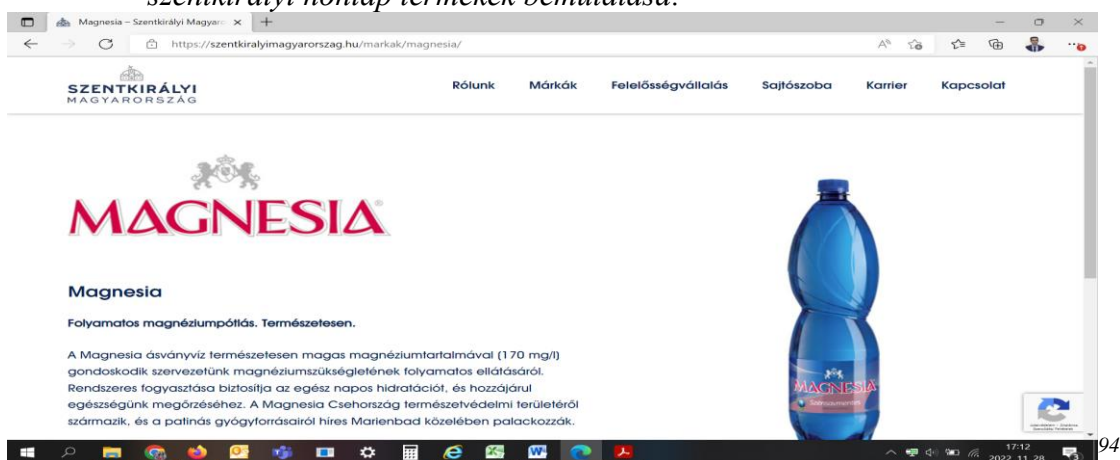 szentkirályi honlap termékek bemutatása:
Magnesia – Szentkirályi Magyar
https://szentkiralyimagyarorszag.hu/markak/magnesia/
SZENTKIRÁLYI
MAGYARORSZÁG
Rólunk Márkák Felelősségvállalás Sajtószoba Karrier Kapcsolat
MAGNESIA
Magnesia
Folyamatos magnéziumpótlás. Természetesen.
A Magnesia ásványvíz természetesen magas magnéziumtartalmával (170 mg/l)
gondoskodik szervezetünk magnéziumszükségletének folyamatos ellátásáról.
Rendszeres fogyasztása biztosítja az egész napos hidratációt, és hozzájárul
egészségünk megőrzéséhez. A Magnesia Csehország természetvédelmi területéről
származik, és a patinás gyógyforrásairól híres Marienbad közelében palackozzák.
MAGNESIA
17:12
2022. 11. 28.
94